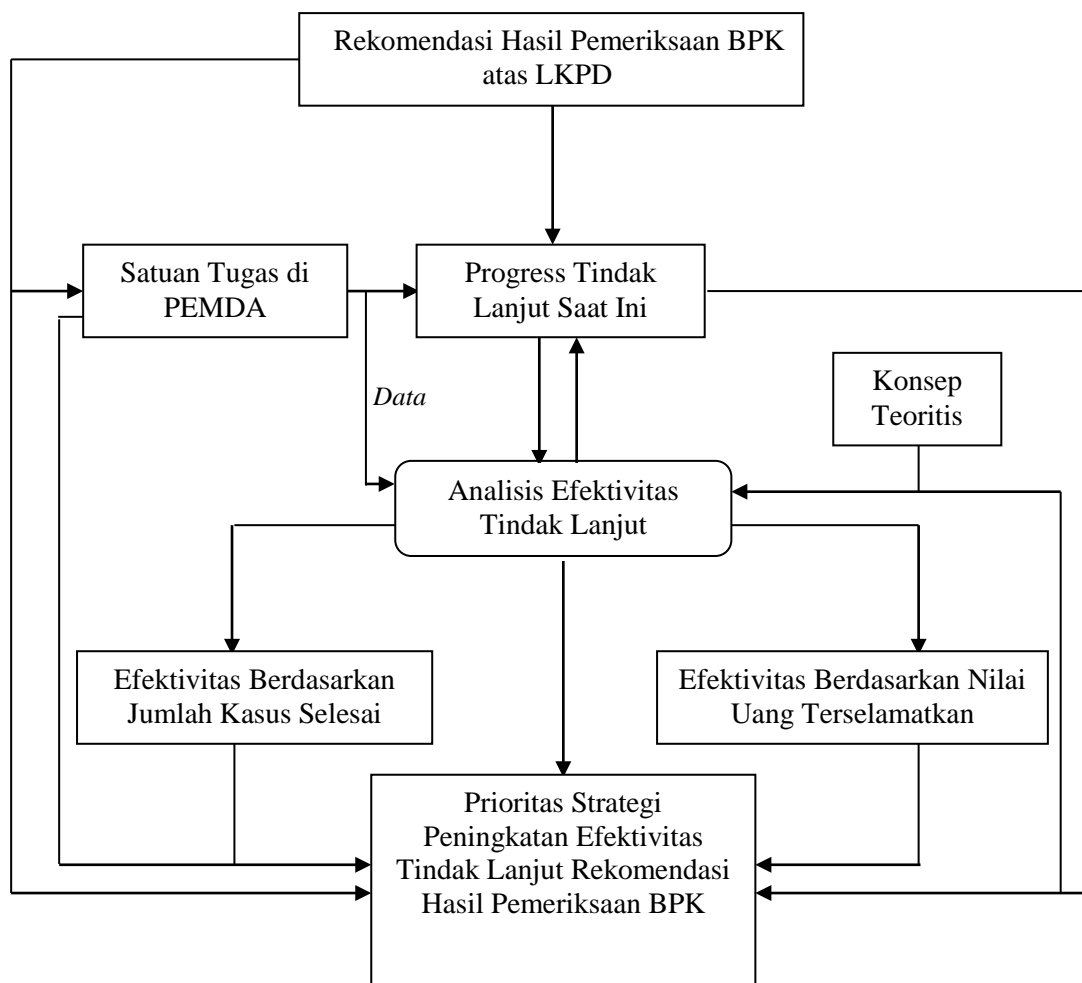 Rekomendasi Hasil Pemeriksaan BPK
atas LKPD
Satuan Tugas di
PEMDA
Progress Tindak
Lanjut Saat Ini
Konsep
Teoritis
Data
Analisis Efektivitas
Tindak Lanjut
Efektivitas Berdasarkan
Jumlah Kasus Selesai
Efektivitas Berdasarkan Nilai
Uang Terselamatkan
Prioritas Strategi
Peningkatan Efektivitas
Tindak Lanjut Rekomendasi
Hasil Pemeriksaan BPK